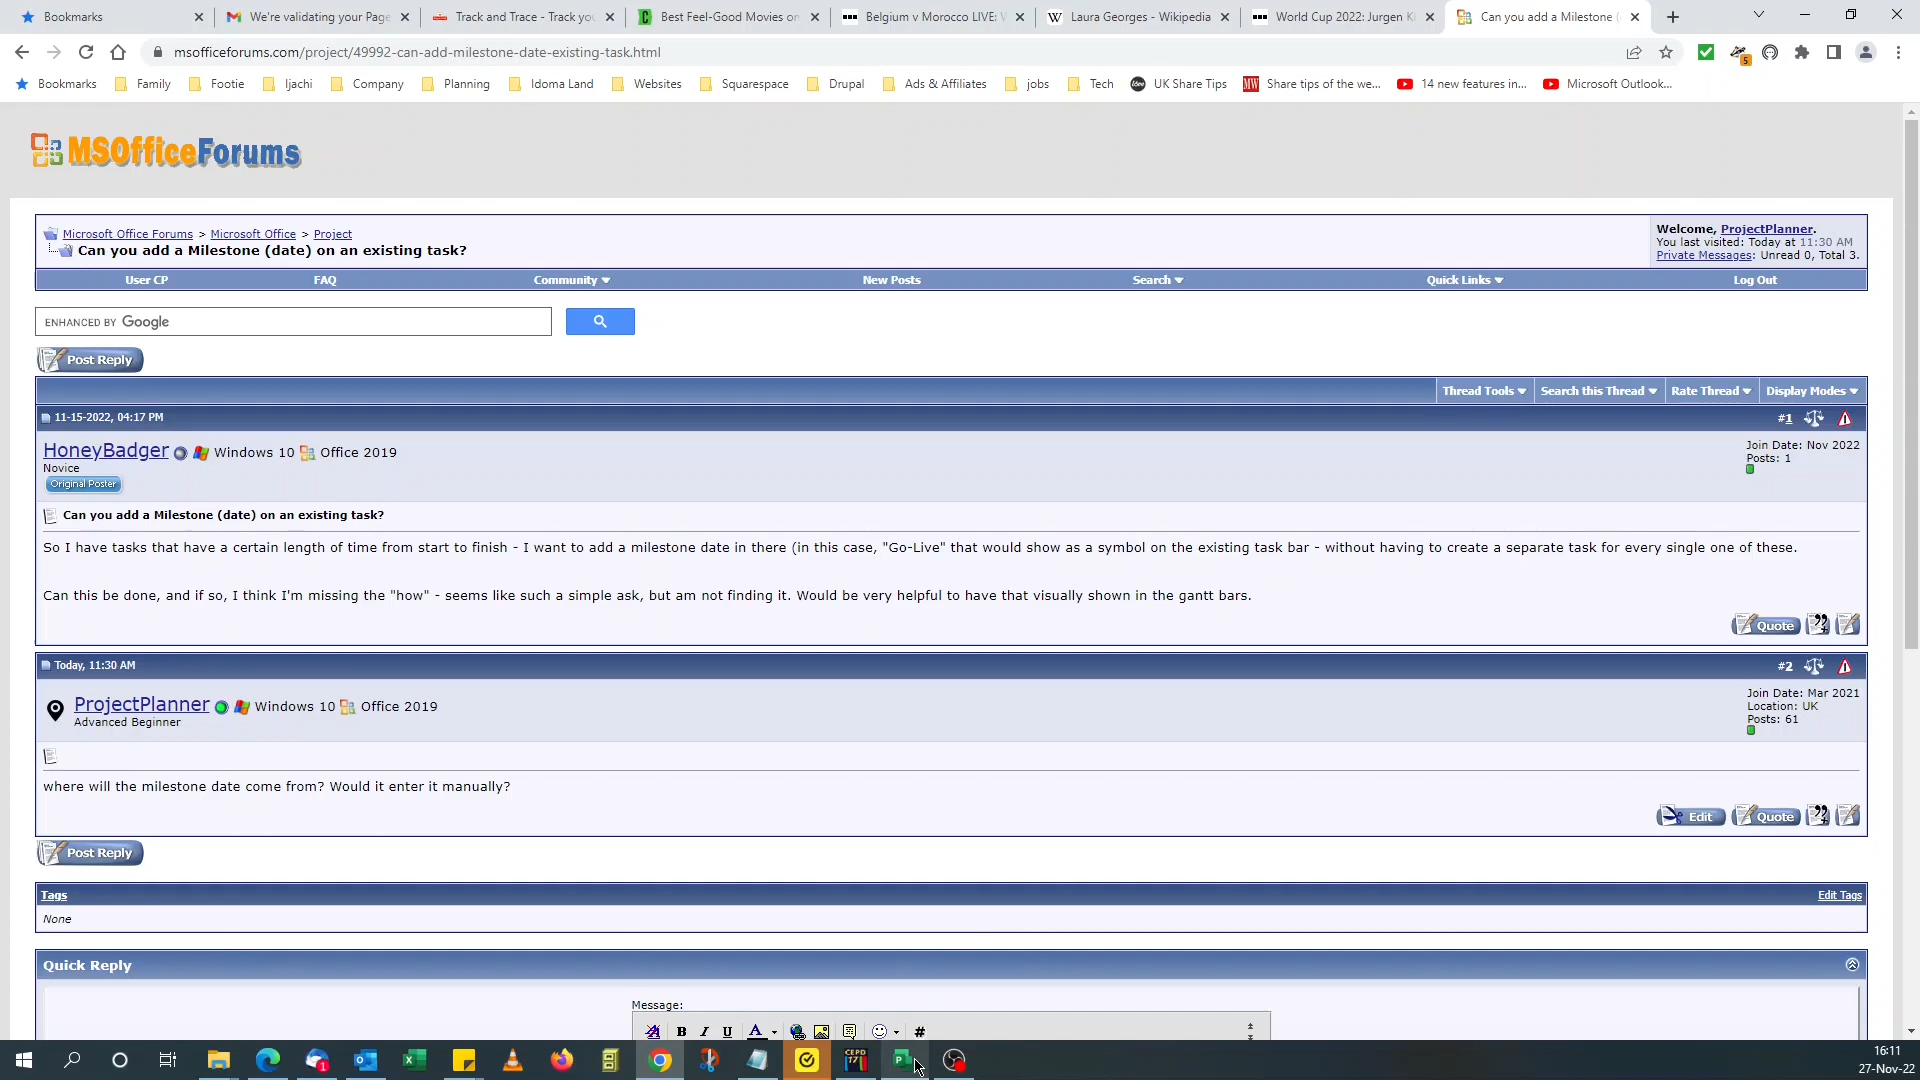 Bookmarks
We're validating your Page
Track and Trace - Track yo
Best Feel-Good Movies on
Belgium v Morocco LIVE:
Laura Georges - Wikipedia
World Cup 2022: Jurgen K
Can you add a Milestone (
msofficeforums.com/project/49992-can-add-milestone-date-existing-task.html
5
Bookmarks Family Footie Ijachi Company Planning Idoma Land Websites Squarespace Drupal Ads & Affiliates jobs Tech UK Share Tips MW Share tips of the we... 14 new features in... Microsoft Outlook...
MSOfficeForums
Microsoft Office Forums > Microsoft Office > Project
Can you add a Milestone (date) on an existing task?
Welcome, ProjectPlanner.
You last visited: Today at 11:30 AM
Private Messages: Unread 0, Total 3.
User CP FAQ Community New Posts Search Quick Links Log Out
ENHANCED BY Google
Post Reply
Thread Tools Search this Thread Rate Thread Display Modes
11-15-2022, 04:17 PM
#1
HoneyBadger Windows 10 Office 2019
Novice
Original Poster
Join Date: Nov 2022
Posts: 1
Can you add a Milestone (date) on an existing task?
So I have tasks that have a certain length of time from start to finish - I want to add a milestone date in there (in this case, "Go-Live" that would show as a symbol on the existing task bar - without having to create a separate task for every single one of these.
Can this be done, and if so, I think I'm missing the "how" - seems like such a simple ask, but am not finding it. Would be very helpful to have that visually shown in the gantt bars.
Quote
Today, 11:30 AM
#2
ProjectPlanner Windows 10 Office 2019
Advanced Beginner
Join Date: Mar 2021
Location: UK
Posts: 61
where will the milestone date come from? Would it enter it manually?
Edit Quote
Post Reply
Tags
Edit Tags
None
Quick Reply
Message:
B I U A #
1
CEPD
17
P
16:11
27-Nov-22